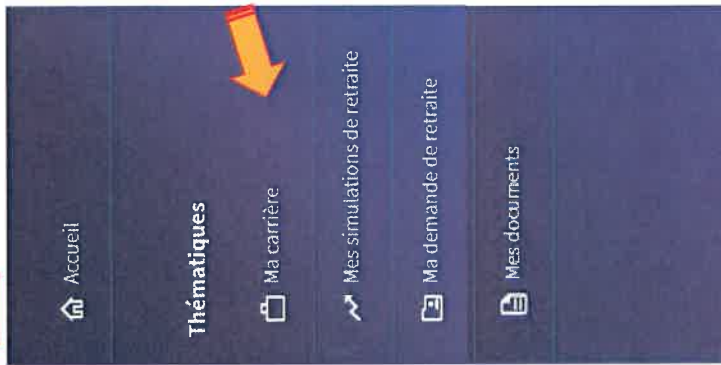 Accueil
Thématiques
Ma carrière
Mes simulations de retraite
Ma demande de retraite
Mes documents